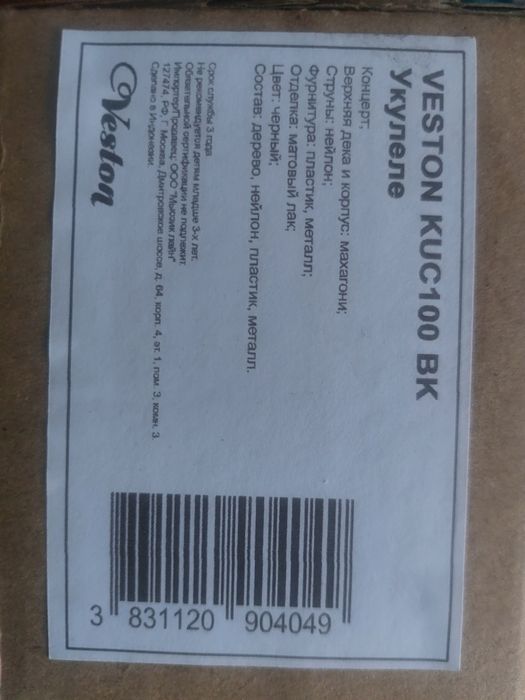 VESTON KUC100 BK
Укулеле
Концерт;
Верхняя дека и корпус: махагони;
Струны: нейлон;
Фурнитура: пластик, металл;
Отделка: матовый лак;
Цвет: черный;
Состав: дерево, нейлон, пластик, металл.
Срок службы 3 года
Не рекомендуется детям младше 3-х лет.
Обязательной сертификации не подлежит.
Импортер/Продавец: ООО "Мьюзик лайн"
127474, РФ, Г. Москва, Дмитровское шоссе, д. 64, корп. 4, эт. 1, пом. 3, комн. 3
Сделано в Индонезии.
Veston
3 831120 904049